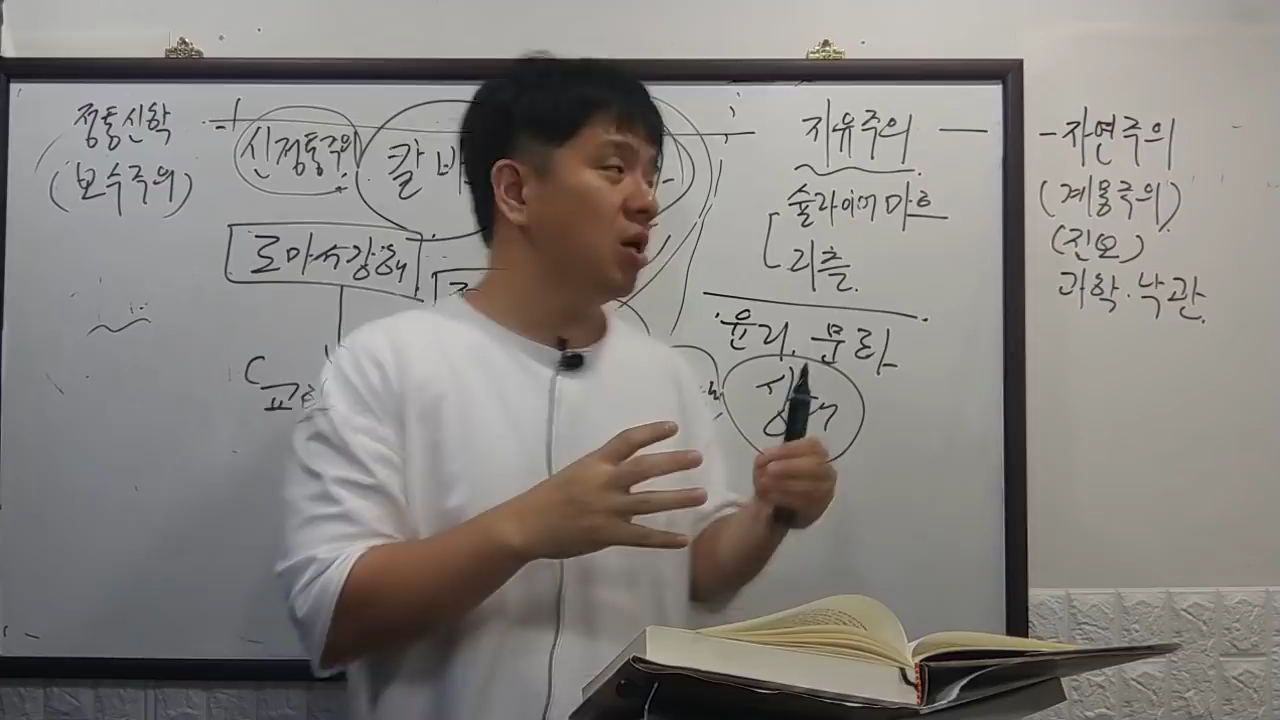 정통신학
(보수주의)
신정통주의
칼 바
로마서강해
자유주의 —
슐라이어마흐
리츨
윤리. 문화
- 자연주의
(계몽주의)
(진보)
과학·낙관